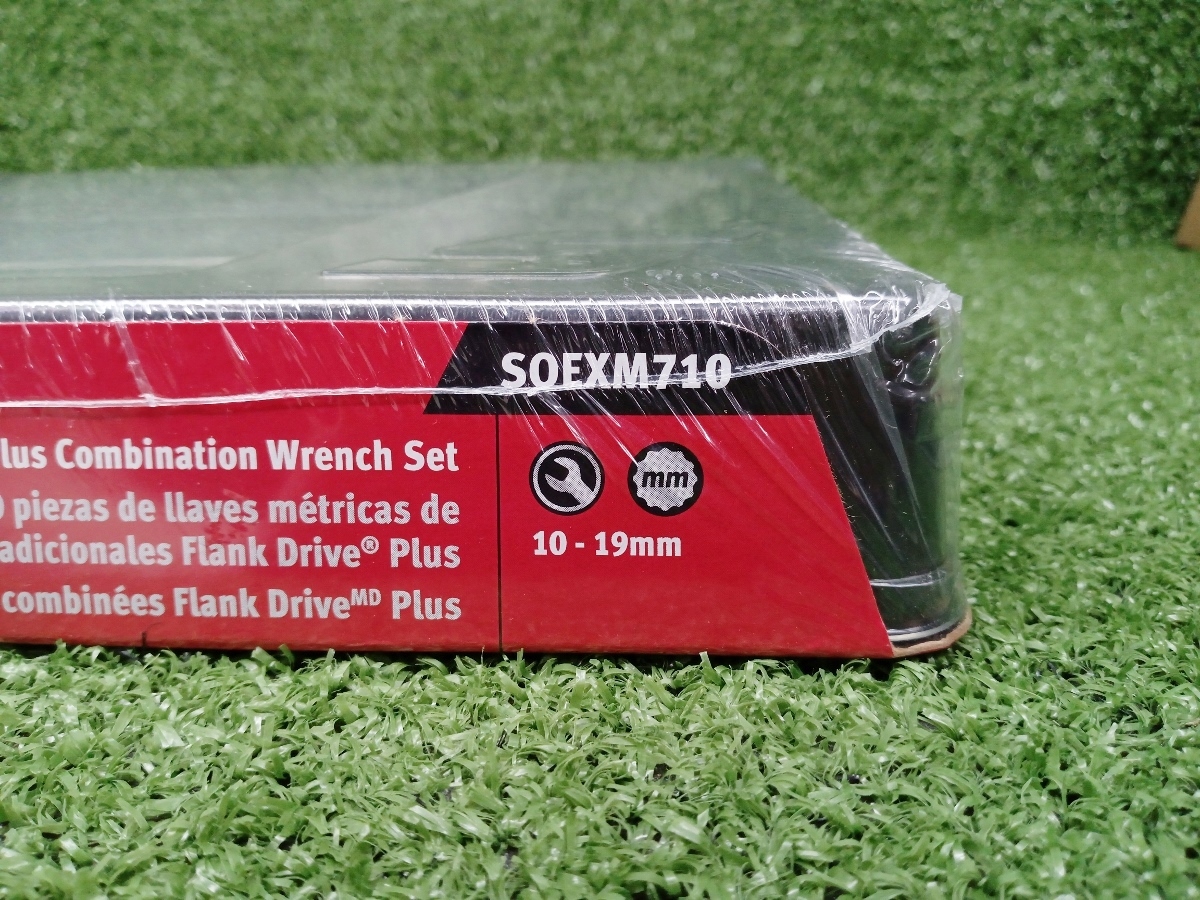 SOEXM710
Plus Combination Wrench Set
piezas de llaves métricas de
adicionales Flank Drive® Plus
combinées Flank Driveᴹᴰ Plus
mm
10 - 19mm